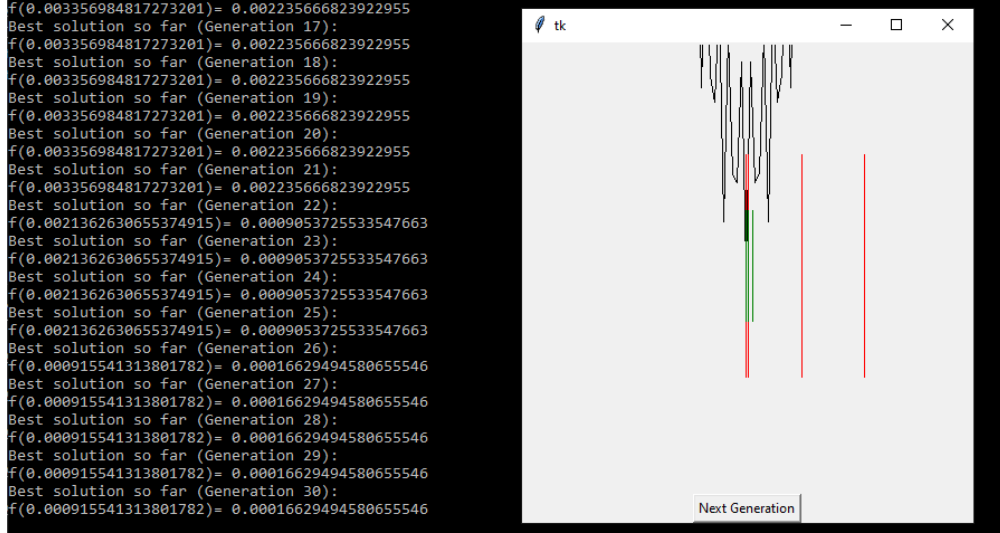 f(0.003356984817273201)= 0.002235666823922955
Best solution so far (Generation 17):
f(0.003356984817273201)= 0.002235666823922955
Best solution so far (Generation 18):
f(0.003356984817273201)= 0.002235666823922955
Best solution so far (Generation 19):
f(0.003356984817273201)= 0.002235666823922955
Best solution so far (Generation 20):
f(0.003356984817273201)= 0.002235666823922955
Best solution so far (Generation 21):
f(0.003356984817273201)= 0.002235666823922955
Best solution so far (Generation 22):
f(0.0021362630655374915)= 0.0009053725533547663
Best solution so far (Generation 23):
f(0.0021362630655374915)= 0.0009053725533547663
Best solution so far (Generation 24):
f(0.0021362630655374915)= 0.0009053725533547663
Best solution so far (Generation 25):
f(0.0021362630655374915)= 0.0009053725533547663
Best solution so far (Generation 26):
f(0.000915541313801782)= 0.00016629494580655546
Best solution so far (Generation 27):
f(0.000915541313801782)= 0.00016629494580655546
Best solution so far (Generation 28):
f(0.000915541313801782)= 0.00016629494580655546
Best solution so far (Generation 29):
f(0.000915541313801782)= 0.00016629494580655546
Best solution so far (Generation 30):
f(0.000915541313801782)= 0.00016629494580655546
tk
Next Generation